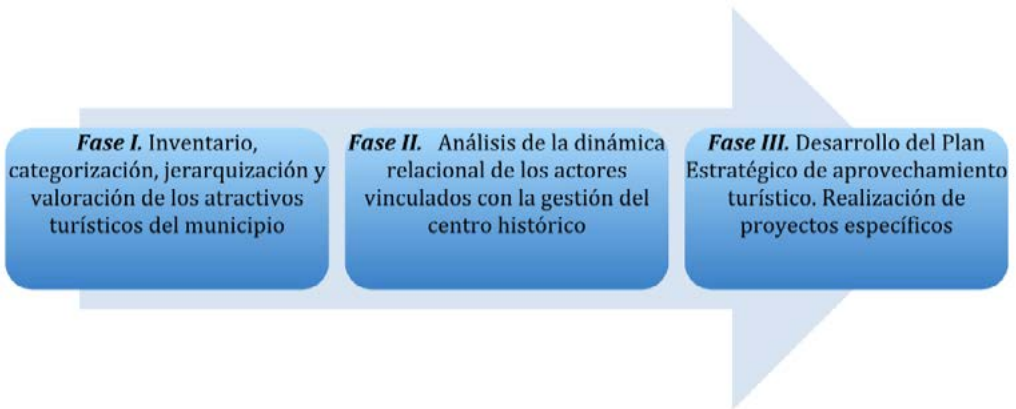 Fase I. Inventario,
categorización, jerarquización y
valoración de los atractivos
turísticos del municipio
Fase II. Análisis de la dinámica
relacional de los actores
vinculados con la gestión del
centro histórico
Fase III. Desarrollo del Plan
Estratégico de aprovechamiento
turístico. Realización de
proyectos específicos